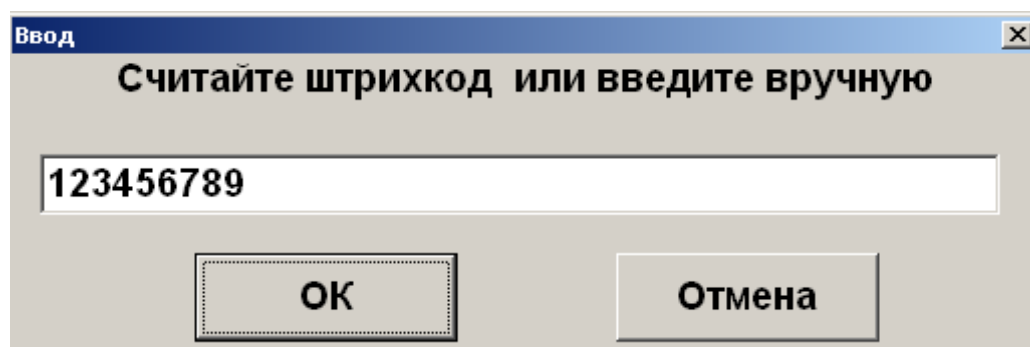 Ввод
Считайте штрихкод  или введите вручную
123456789
ОК
Отмена